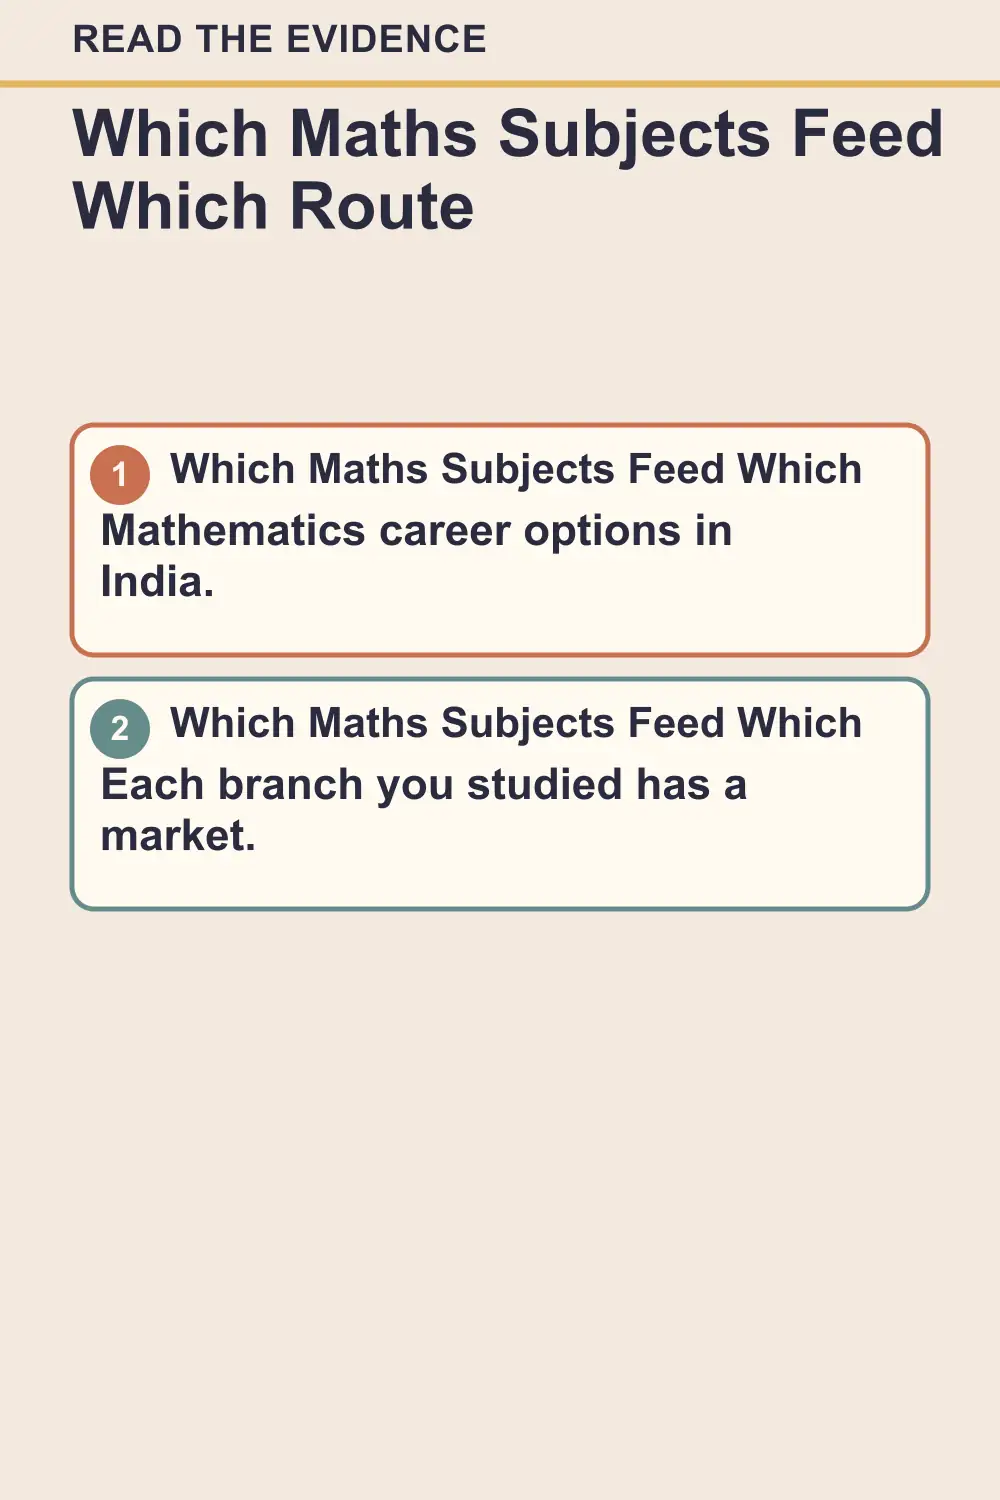 READ THE EVIDENCE
Which Maths Subjects Feed
Which Route
1 Which Maths Subjects Feed Which
Mathematics career options in
India.
2 Which Maths Subjects Feed Which
Each branch you studied has a
market.